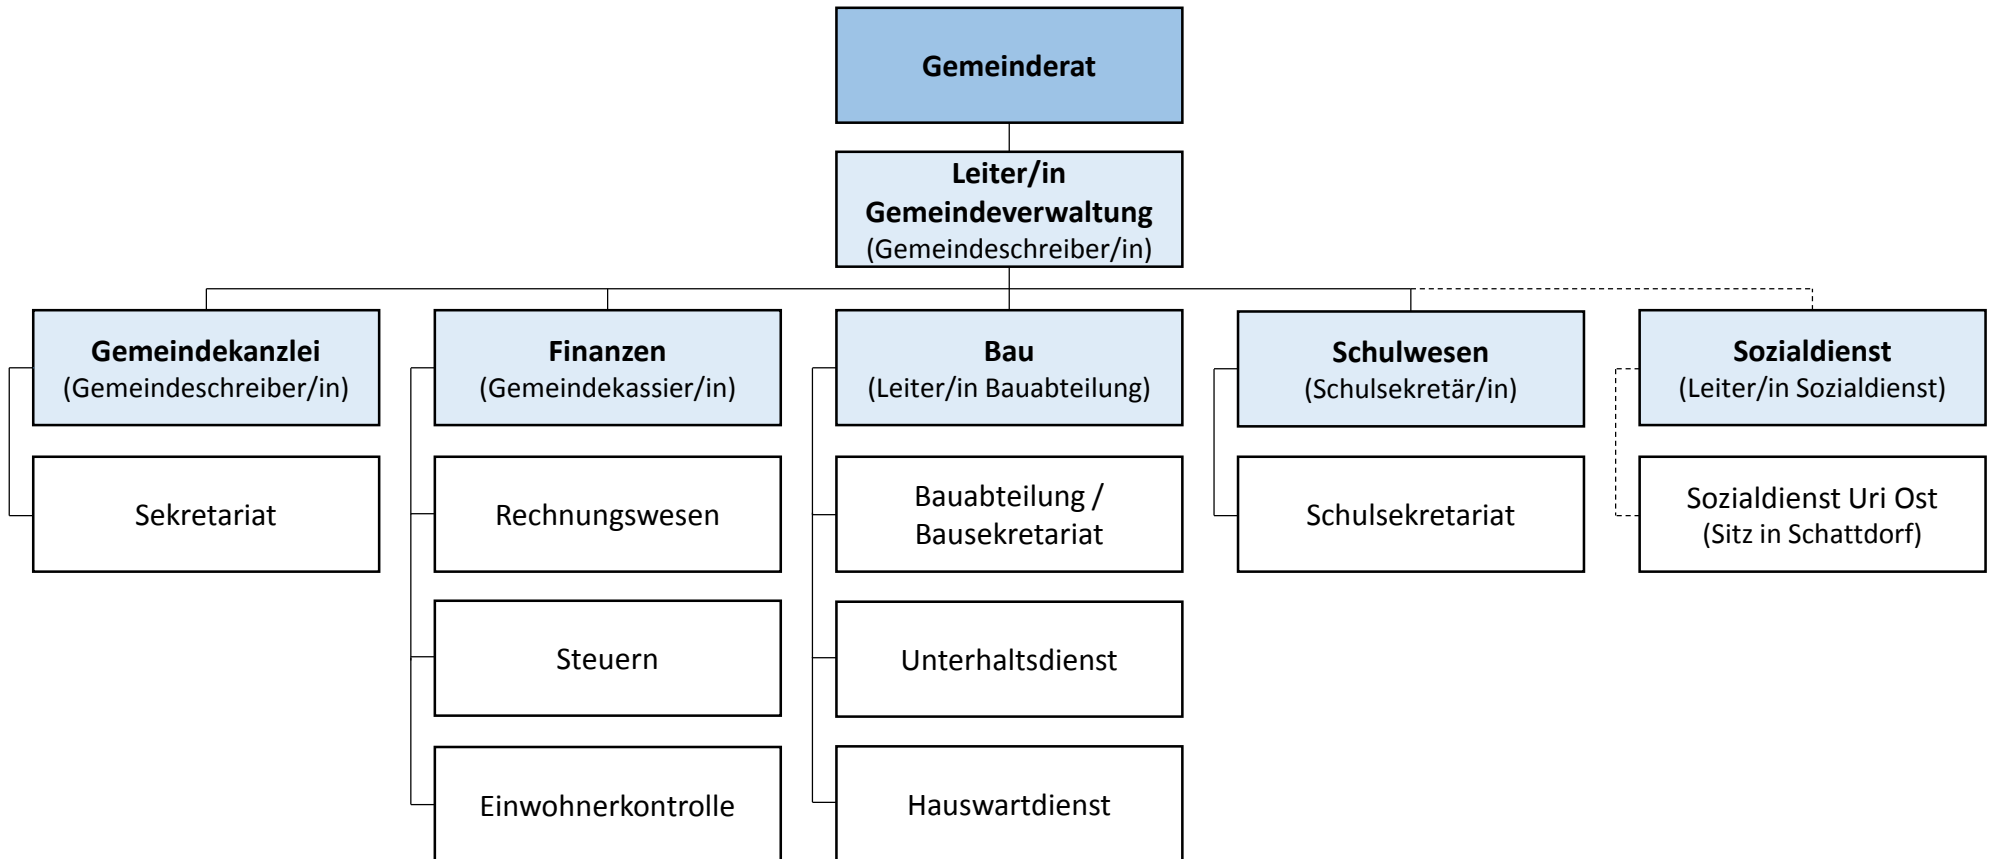 Gemeinderat
Leiter/in
Gemeindeverwaltung
(Gemeindeschreiber/in)
Gemeindekanzlei
(Gemeindeschreiber/in)
Finanzen
(Gemeindekassier/in)
Bau
(Leiter/in Bauabteilung)
Schulwesen
(Schulsekretär/in)
Sozialdienst
(Leiter/in Sozialdienst)
Sekretariat
Rechnungswesen
Bauabteilung /
Bausekretariat
Schulsekretariat
Sozialdienst Uri Ost
(Sitz in Schattdorf)
Steuern
Unterhaltsdienst
Einwohnerkontrolle
Hauswartdienst